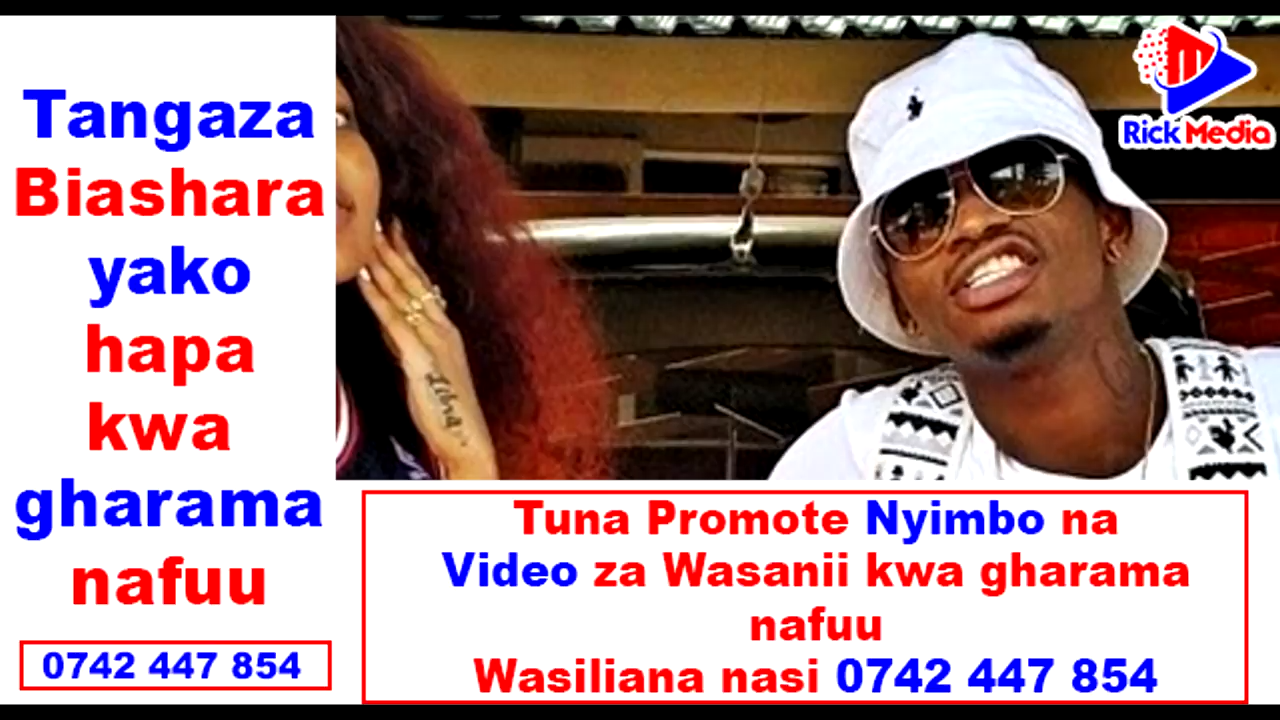 Tangaza
Biashara
yako
hapa
kwa
gharama
nafuu
0742 447 854
Rick Media
Libra
Tuna Promote Nyimbo na
Video za Wasanii kwa gharama
nafuu
Wasiliana nasi 0742 447 854